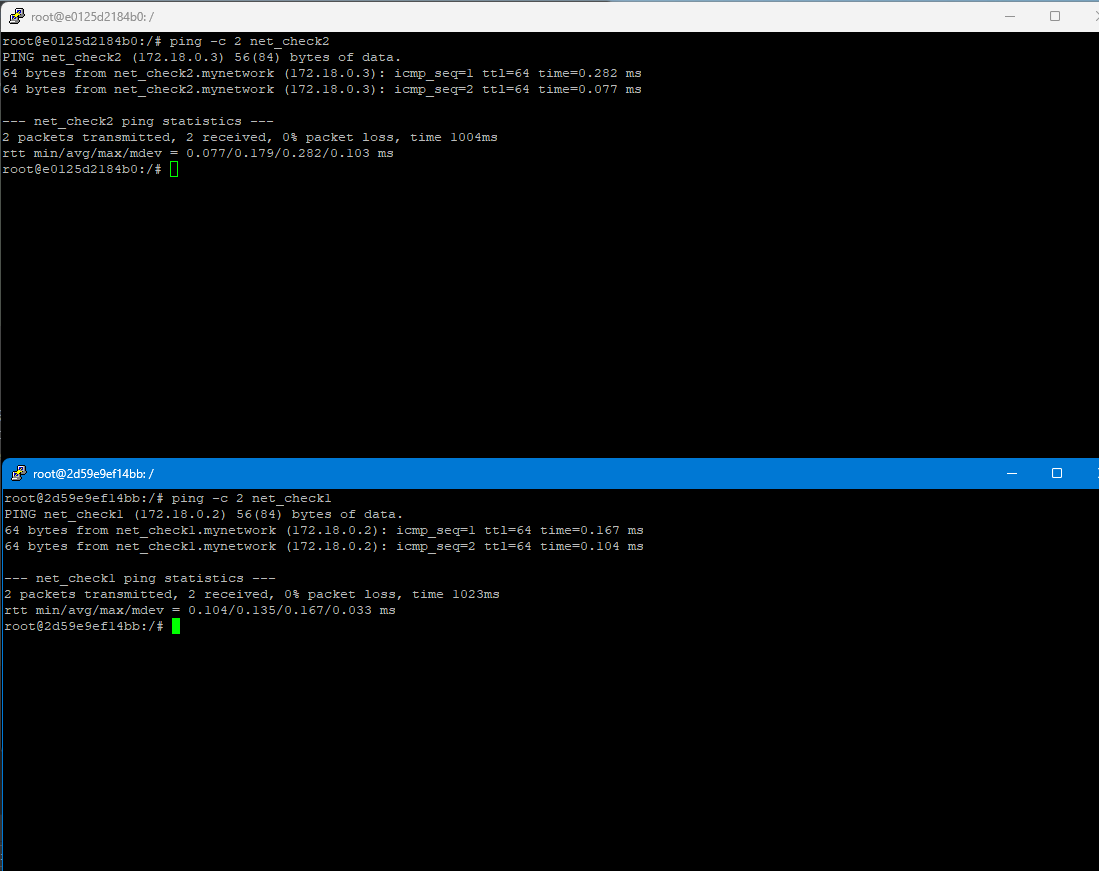 root@e0125d2184b0: /
root@e0125d2184b0:/# ping -c 2 net_check2
PING net_check2 (172.18.0.3) 56(84) bytes of data.
64 bytes from net_check2.mynetwork (172.18.0.3): icmp_seq=1 ttl=64 time=0.282 ms
64 bytes from net_check2.mynetwork (172.18.0.3): icmp_seq=2 ttl=64 time=0.077 ms
--- net_check2 ping statistics ---
2 packets transmitted, 2 received, 0% packet loss, time 1004ms
rtt min/avg/max/mdev = 0.077/0.179/0.282/0.103 ms
root@e0125d2184b0:/#
root@2d59e9ef14bb: /
root@2d59e9ef14bb:/# ping -c 2 net_check1
PING net_check1 (172.18.0.2) 56(84) bytes of data.
64 bytes from net_check1.mynetwork (172.18.0.2): icmp_seq=1 ttl=64 time=0.167 ms
64 bytes from net_check1.mynetwork (172.18.0.2): icmp_seq=2 ttl=64 time=0.104 ms
--- net_check1 ping statistics ---
2 packets transmitted, 2 received, 0% packet loss, time 1023ms
rtt min/avg/max/mdev = 0.104/0.135/0.167/0.033 ms
root@2d59e9ef14bb:/#